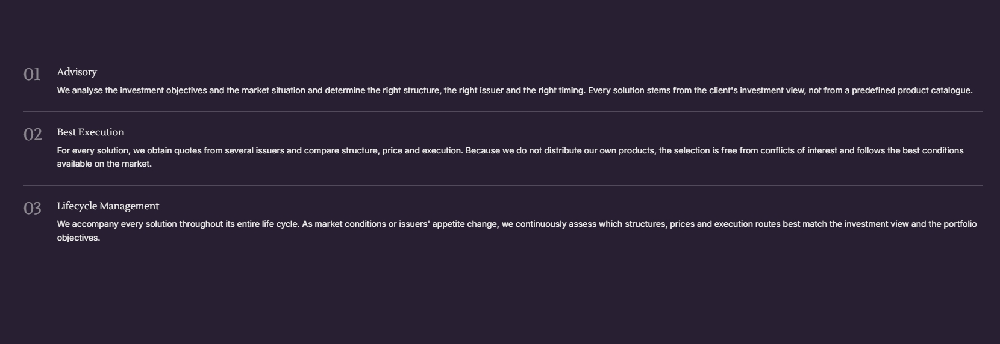 01
Advisory
We analyse the investment objectives and the market situation and determine the right structure, the right issuer and the right timing. Every solution stems from the client's investment view, not from a predefined product catalogue.
02
Best Execution
For every solution, we obtain quotes from several issuers and compare structure, price and execution. Because we do not distribute our own products, the selection is free from conflicts of interest and follows the best conditions
available on the market.
03
Lifecycle Management
We accompany every solution throughout its entire life cycle. As market conditions or issuers' appetite change, we continuously assess which structures, prices and execution routes best match the investment view and the portfolio
objectives.